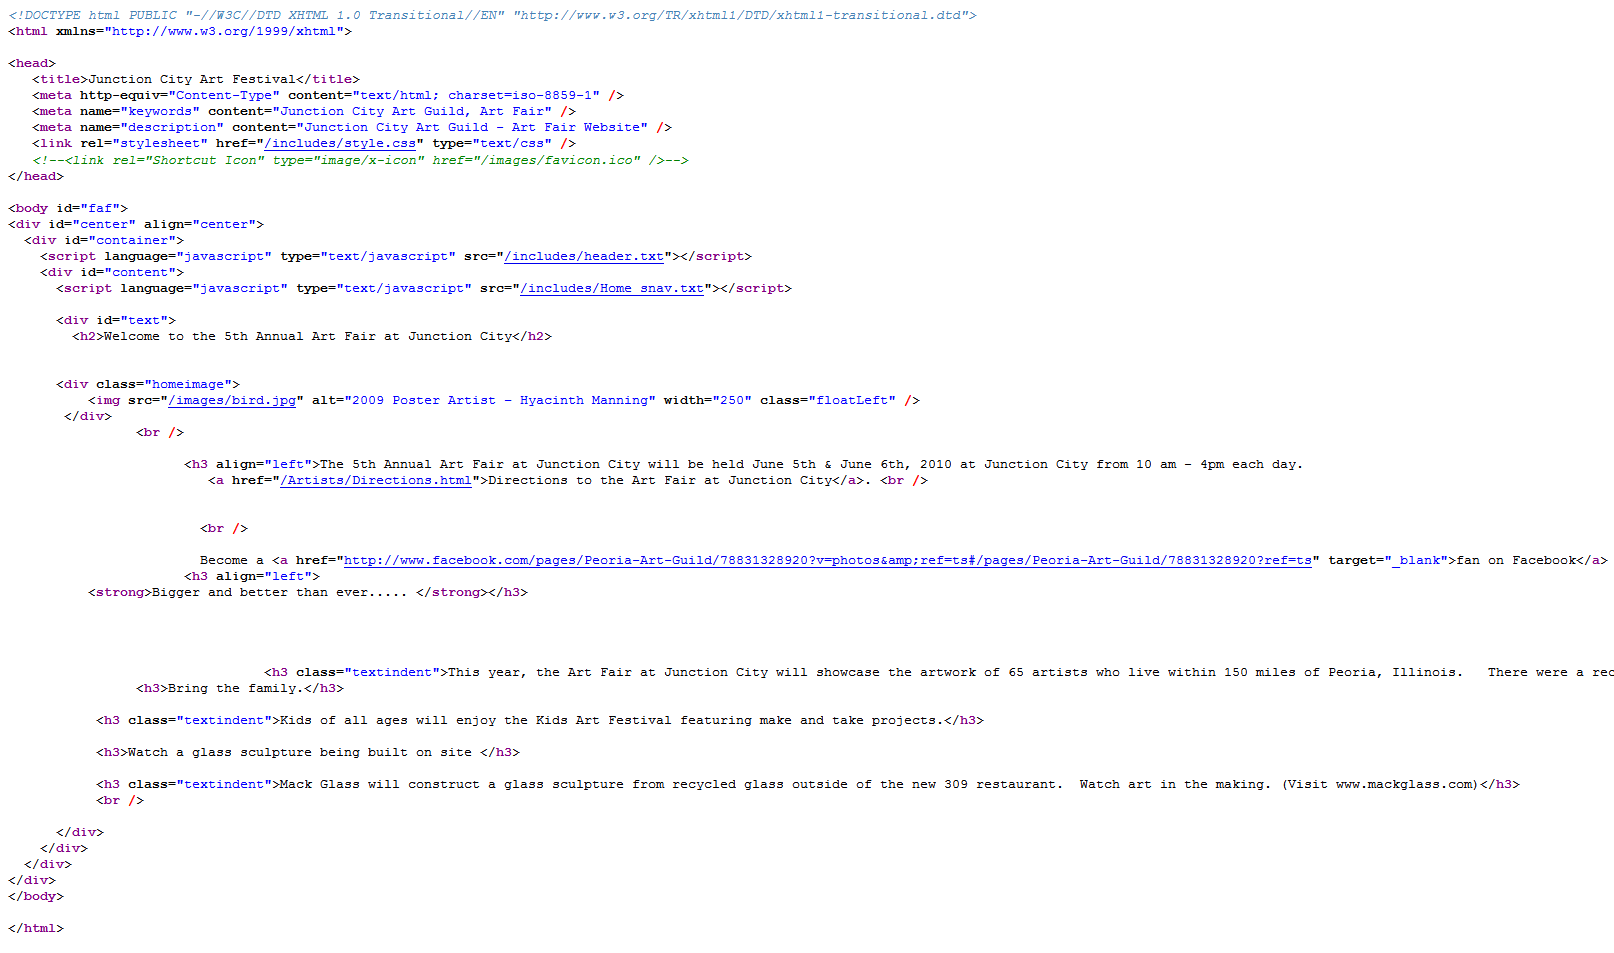 <!DOCTYPE html PUBLIC "-//W3C//DTD XHTML 1.0 Transitional//EN" "http://www.w3.org/TR/xhtml1/DTD/xhtml1-transitional.dtd">
<html xmlns="http://www.w3.org/1999/xhtml">
<head>
<title>Junction City Art Festival</title>
<meta http-equiv="Content-Type" content="text/html; charset=iso-8859-1" />
<meta name="keywords" content="Junction City Art Guild, Art Fair" />
<meta name="description" content="Junction City Art Guild - Art Fair Website" />
<link rel="stylesheet" href="/includes/style.css" type="text/css" />
<!--<link rel="Shortcut Icon" type="image/x-icon" href="/images/favicon.ico" />-->
</head>
<body id="faf">
<div id="center" align="center">
<div id="container">
<script language="javascript" type="text/javascript" src="/includes/header.txt"></script>
<div id="content">
<script language="javascript" type="text/javascript" src="/includes/Home_snav.txt"></script>
<div id="text">
<h2>Welcome to the 5th Annual Art Fair at Junction City</h2>
<div class="homeimage">
<img src="/images/bird.jpg" alt="2009 Poster Artist - Hyacinth Manning" width="250" class="floatLeft" />
</div>
<br />
<h3 align="left">The 5th Annual Art Fair at Junction City will be held June 5th & June 6th, 2010 at Junction City from 10 am - 4pm each day.
<a href="/Artists/Directions.html">Directions to the Art Fair at Junction City</a>. <br />
<br />
Become a <a href="http://www.facebook.com/pages/Peoria-Art-Guild/78831328920?v=photos&amp;ref=ts#/pages/Peoria-Art-Guild/78831328920?ref=ts" target="_blank">fan on Facebook</a>
<h3 align="left">
<strong>Bigger and better than ever..... </strong></h3>
<h3 class="textindent">This year, the Art Fair at Junction City will showcase the artwork of 65 artists who live within 150 miles of Peoria, Illinois.   There were a rec
<h3>Bring the family.</h3>
<h3 class="textindent">Kids of all ages will enjoy the Kids Art Festival featuring make and take projects.</h3>
<h3>Watch a glass sculpture being built on site </h3>
<h3 class="textindent">Mack Glass will construct a glass sculpture from recycled glass outside of the new 309 restaurant.  Watch art in the making. (Visit www.mackglass.com)</h3>
<br />
</div>
</div>
</div>
</div>
</body>
</html>